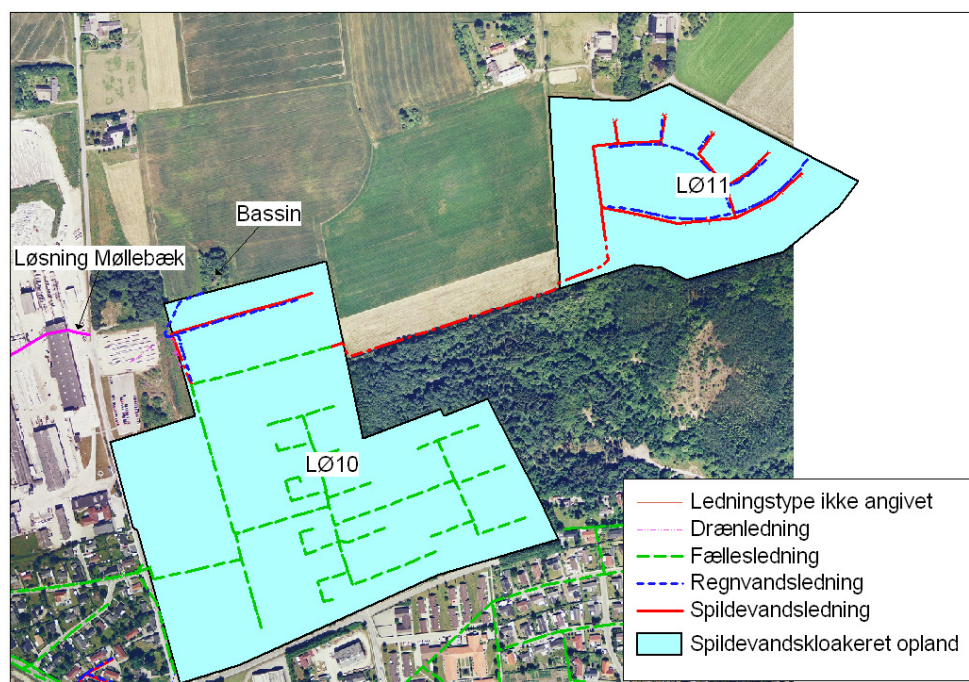 LØ11
Bassin
Løsning Møllebæk
LØ10
Ledningstype ikke angivet
Drænledning
Fællesledning
Regnvandsledning
Spildevandsledning
Spildevandskloakeret opland